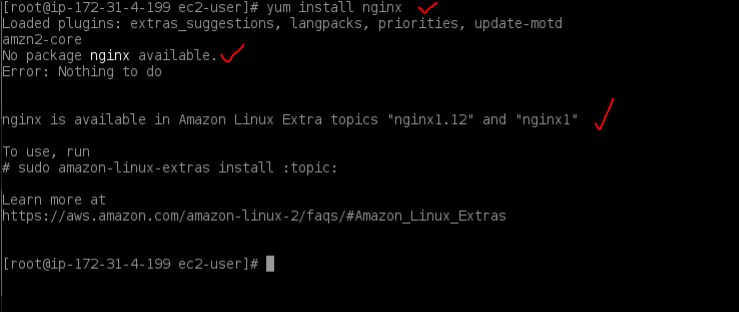 [root@ip-172-31-4-199 ec2-user]# yum install nginx
Loaded plugins: extras_suggestions, langpacks, priorities, update-motd
amzn2-core
No package nginx available.
Error: Nothing to do
nginx is available in Amazon Linux Extra topics "nginx1.12" and "nginx1"
To use, run
# sudo amazon-linux-extras install :topic:
Learn more at
https://aws.amazon.com/amazon-linux-2/faqs/#Amazon_Linux_Extras
[root@ip-172-31-4-199 ec2-user]#